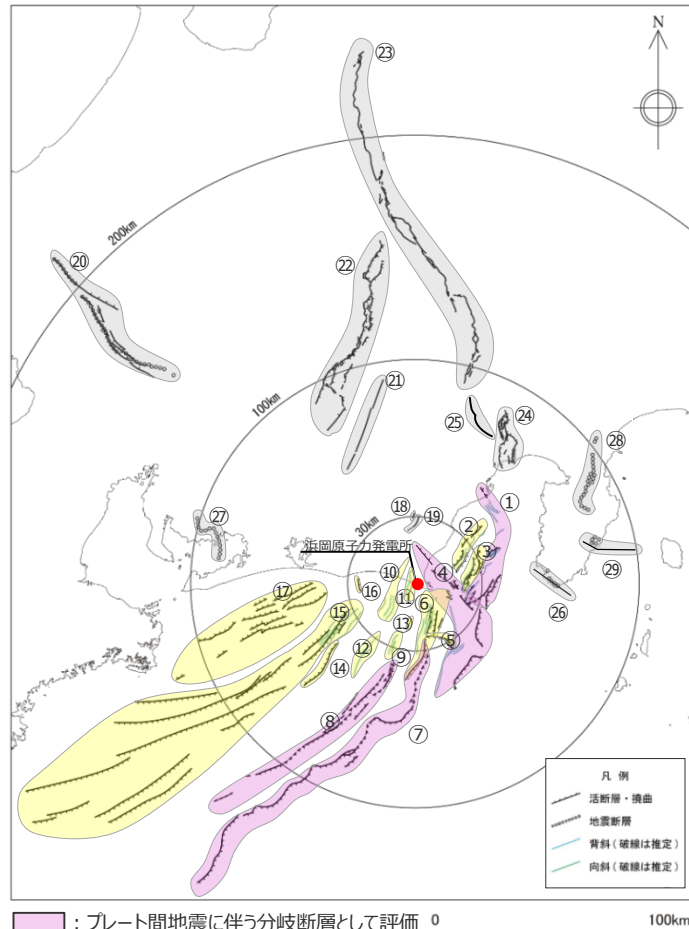 ㉓
N
200km
⑳
㉒
100km
㉑
㉕
㉔
㉘
①
⑱
30km
⑲
②
㉗
浜岡原子力発電所
③
④
㉙
⑩
⑯
⑪
⑰
⑥
㉖
⑮
⑬
⑤
⑫
⑨
⑭
⑧
⑦
凡 例
活断層・撓曲
地震断層
背斜(破線は推定)
向斜(破線は推定)
:プレート間地震に伴う分岐断層として評価
0 100km